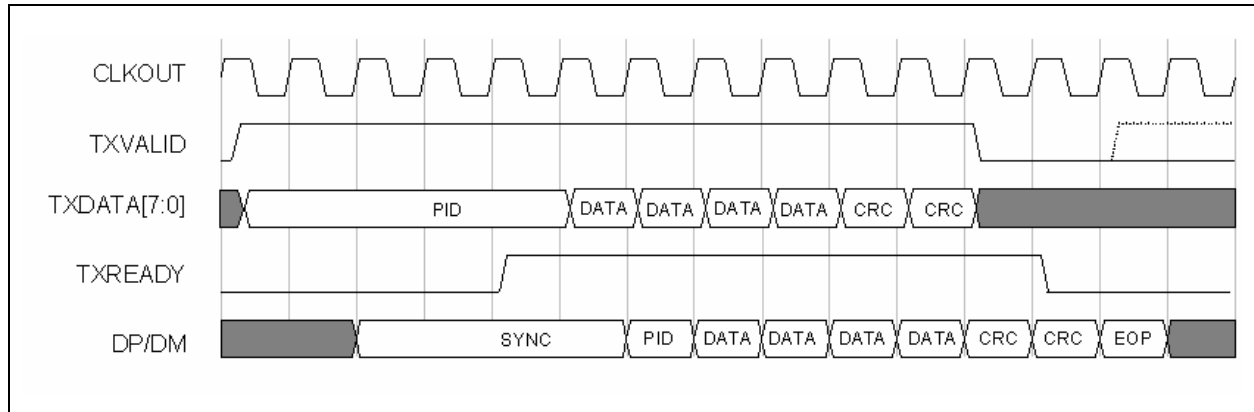 CLKOUT
TXVALID
TXDATA[7:0] PID DATA DATA DATA DATA CRC CRC
TXREADY
DP/DM SYNC PID DATA DATA DATA DATA CRC CRC EOP